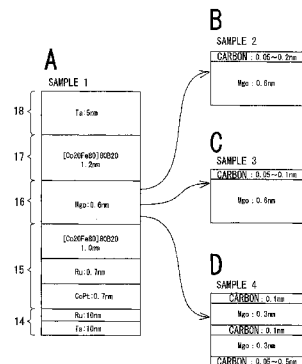 A
SAMPLE 1
18
Ta:5nm
17
[Co20Fe80]80B20
1.2nm
16
Mgo:0.6nm
[Co20Fe80]80B20
1.0nm
15
Ru:0.7nm
CoPt:0.7nm
14
Ru:10nm
Ta:10nm
B
SAMPLE 2
CARBON:0.05~0.2nm
Mgo:0.6nm
C
SAMPLE 3
CARBON:0.05~0.1nm
Mgo:0.6nm
D
SAMPLE 4
CARBON:0.1nm
Mgo:0.3nm
CARBON:0.1nm
Mgo:0.3nm
CARBON:0.05~0.5nm